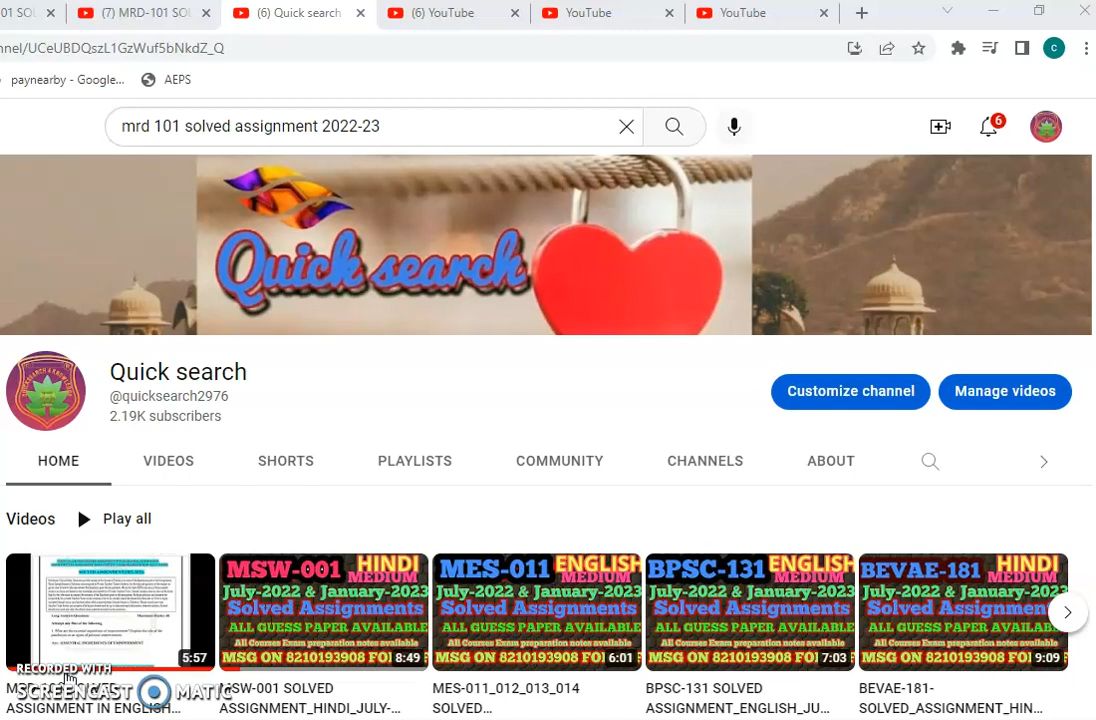 01 SOL
(7) MRD-101 SOL
(6) Quick search
(6) YouTube
YouTube
YouTube
nnel/UCeUBDQszL1GzWuf5bNkdZ_Q
c
paynearby - Google...
AEPS
mrd 101 solved assignment 2022-23
6
Quick search
Quick search
@quicksearch2976
2.19K subscribers
Customize channel
Manage videos
HOME
VIDEOS
SHORTS
PLAYLISTS
COMMUNITY
CHANNELS
ABOUT
Videos
Play all
5:57
MSW-001 HINDI
MEDIUM
July-2022 & January-2023
Solved Assignments
ALL GUESS PAPER AVAILABLE
All Courses Exam preparation notes available
MSG ON 8210193908 FO
8:49
MES-011 ENGLISH
MEDIUM
July-2022 & January-2023
Solved Assignments
ALL GUESS PAPER AVAILABLE
All Courses Exam preparation notes available
MSG ON 8210193908 FO
6:01
BPSC-131 ENGLISH
MEDIUM
July-2022 & January-2023
Solved Assignments
ALL GUESS PAPER AVAILABLE
All Courses Exam preparation notes available
MSG ON 8210193908 FO
7:03
BEVAE-181 HINDI
MEDIUM
July-2022 & January-2023
Solved Assignment
ALL GUESS PAPER AVAILABLE
All Courses Exam preparation notes available
MSG ON 8210193908 FO
9:09
RECORDED WITH
SCREENCAST MATIC
ASSIGNMENT IN ENGLISH...
MSW-001 SOLVED
ASSIGNMENT_HINDI_JULY-...
MES-011_012_013_014
SOLVED...
BPSC-131 SOLVED
ASSIGNMENT_ENGLISH_JU...
BEVAE-181-
SOLVED_ASSIGNMENT_HIN...